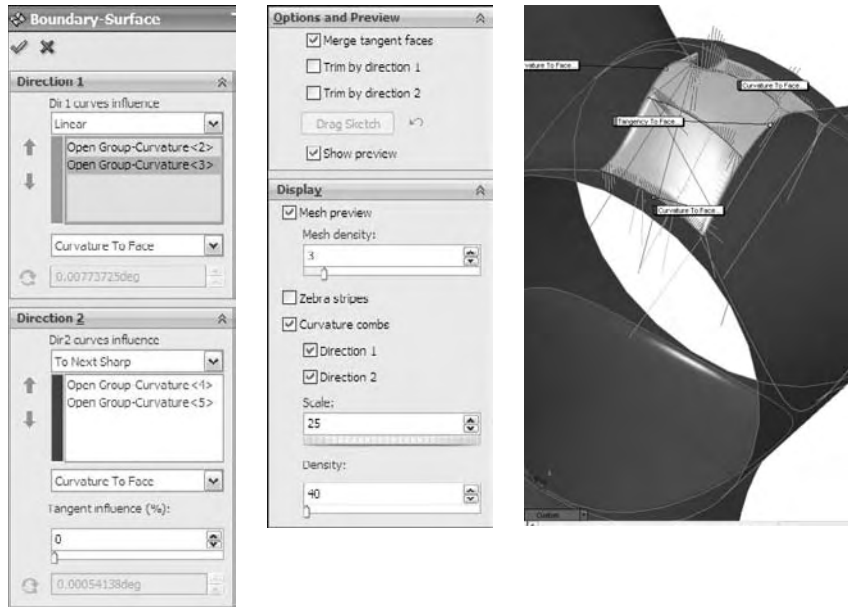 Boundary-Surface
Direction 1
Dir 1 curves influence
Linear
Open Group-Curvature<2>
Open Group-Curvature<3>
Curvature To Face
0.00773725deg
Direction 2
Dir2 curves influence
To Next Sharp
Open Group-Curvature<4>
Open Group-Curvature<5>
Curvature To Face
Tangent influence (%):
0
0.00054138deg
Options and Preview
Merge tangent faces
Trim by direction 1
Trim by direction 2
Drag Sketch
Show preview
Display
Mesh preview
Mesh density:
3
Zebra stripes
Curvature combs
Direction 1
Direction 2
Scale:
25
Density:
40
vature To Face...
Curvature To Face...
Tangency To Face...
Curvature To Face...
Custom